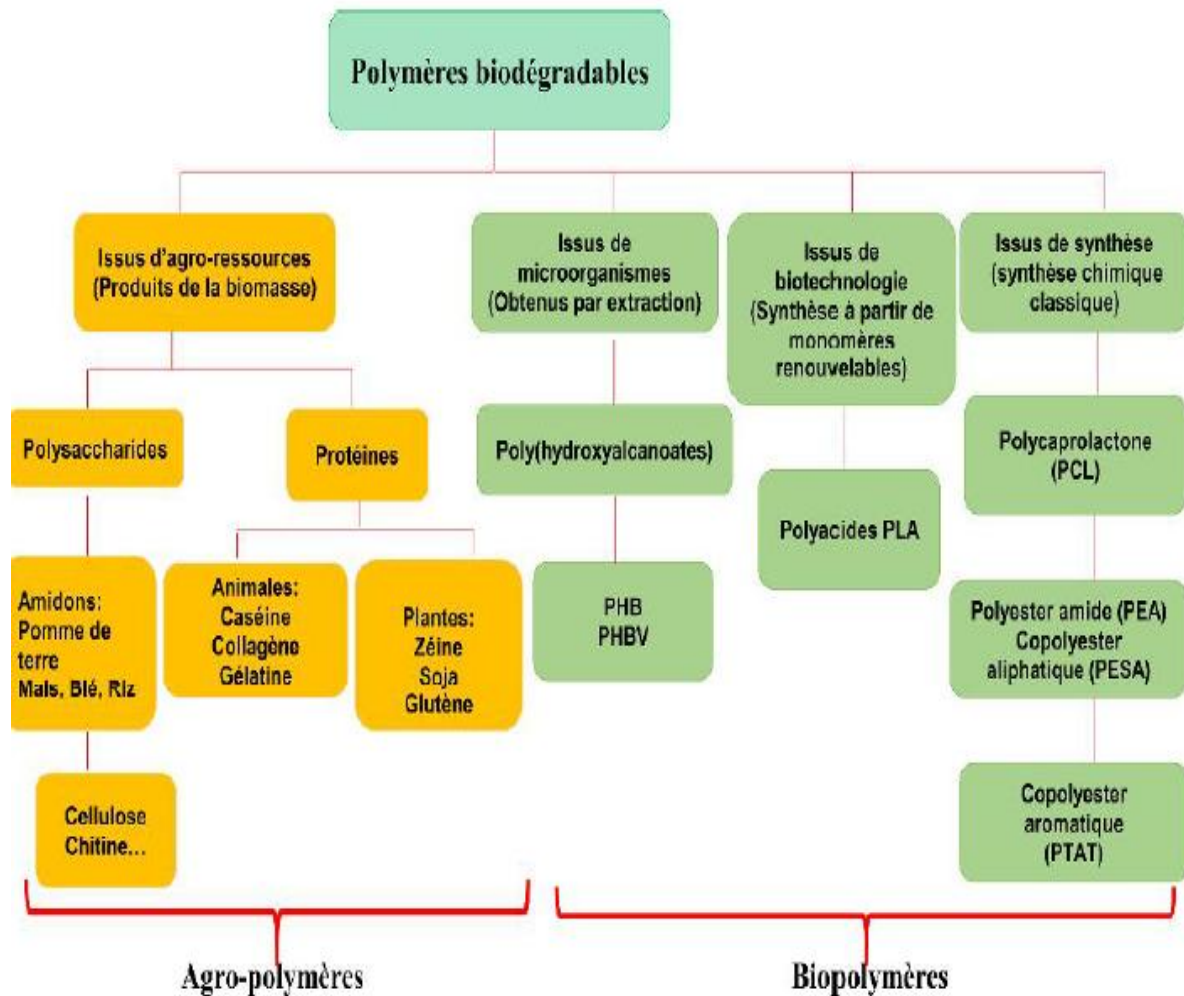 Polymères biodégradables
Issus d'agro-ressources
(Produits de la biomasse)
Issus de
microorganismes
(Obtenus par extraction)
Issus de
biotechnologie
(Synthèse à partir de
monomères
renouvelables)
Issus de synthèse
(synthèse chimique
classique)
Polysaccharides
Protéines
Poly(hydroxyalcanoates)
Polyacides PLA
Polycaprolactone
(PCL)
Amidons:
Pomme de
terre
Maïs, Blé, Riz
Animales:
Caséine
Collagène
Gélatine
Plantes:
Zéine
Soja
Glutène
PHB
PHBV
Polyester amide (PEA)
Copolyester
aliphatique (PESA)
Cellulose
Chitine...
Copolyester
aromatique
(PTAT)
Agro-polymères
Biopolymères